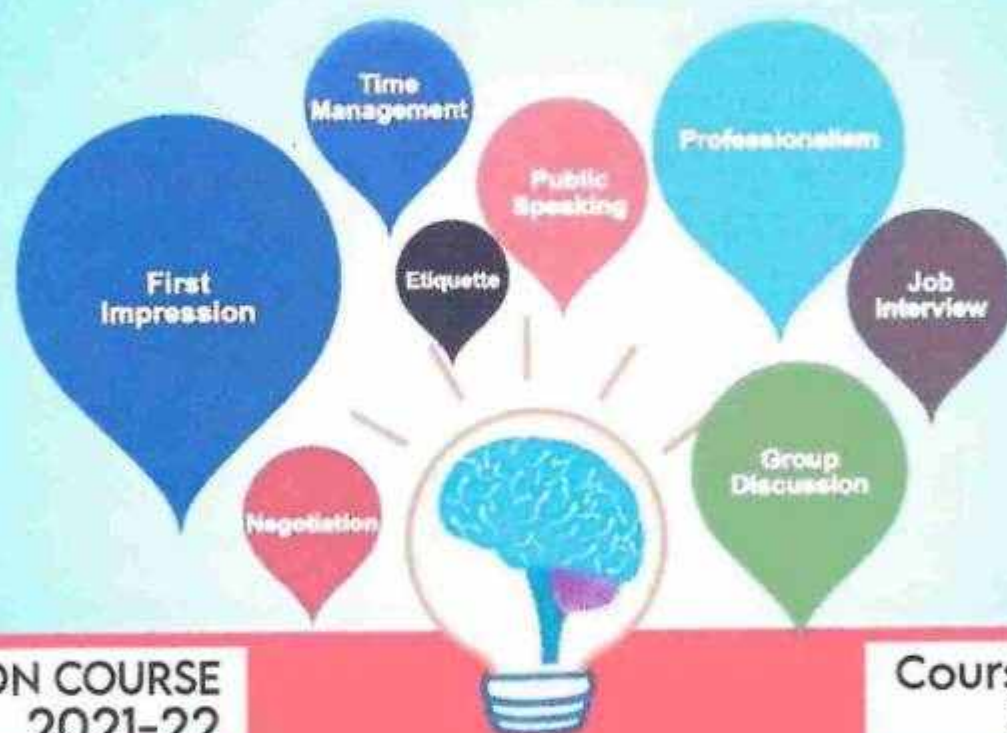 Time
Management
Public
Speaking
Professionalism
First
Impression
Etiquette
Job
Interview
Group
Discussion
Negotiation
ON COURSE
2021-22
Cours